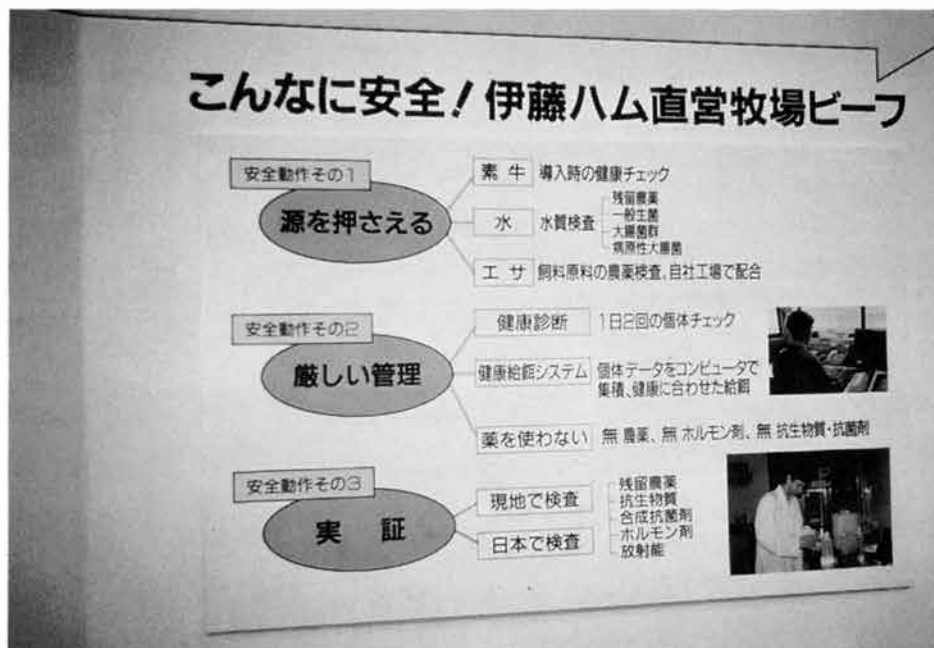 こんなに安全！伊藤ハム直営牧場ビーフ
安全動作その1
源を押さえる
素牛 導入時の健康チェック
水 水質検査
残留農薬
一般生菌
大腸菌群
病原性大腸菌
エサ 飼料原料の農薬検査、自社工場で配合
安全動作その2
厳しい管理
健康診断 1日2回の個体チェック
健康給餌システム 個体データをコンピュータで
集積、健康に合わせた給餌
薬を使わない 無農薬、無ホルモン剤、無抗生物質・抗菌剤
安全動作その3
実証
現地で検査
日本で検査
残留農薬
抗生物質
合成抗菌剤
ホルモン剤
放射能